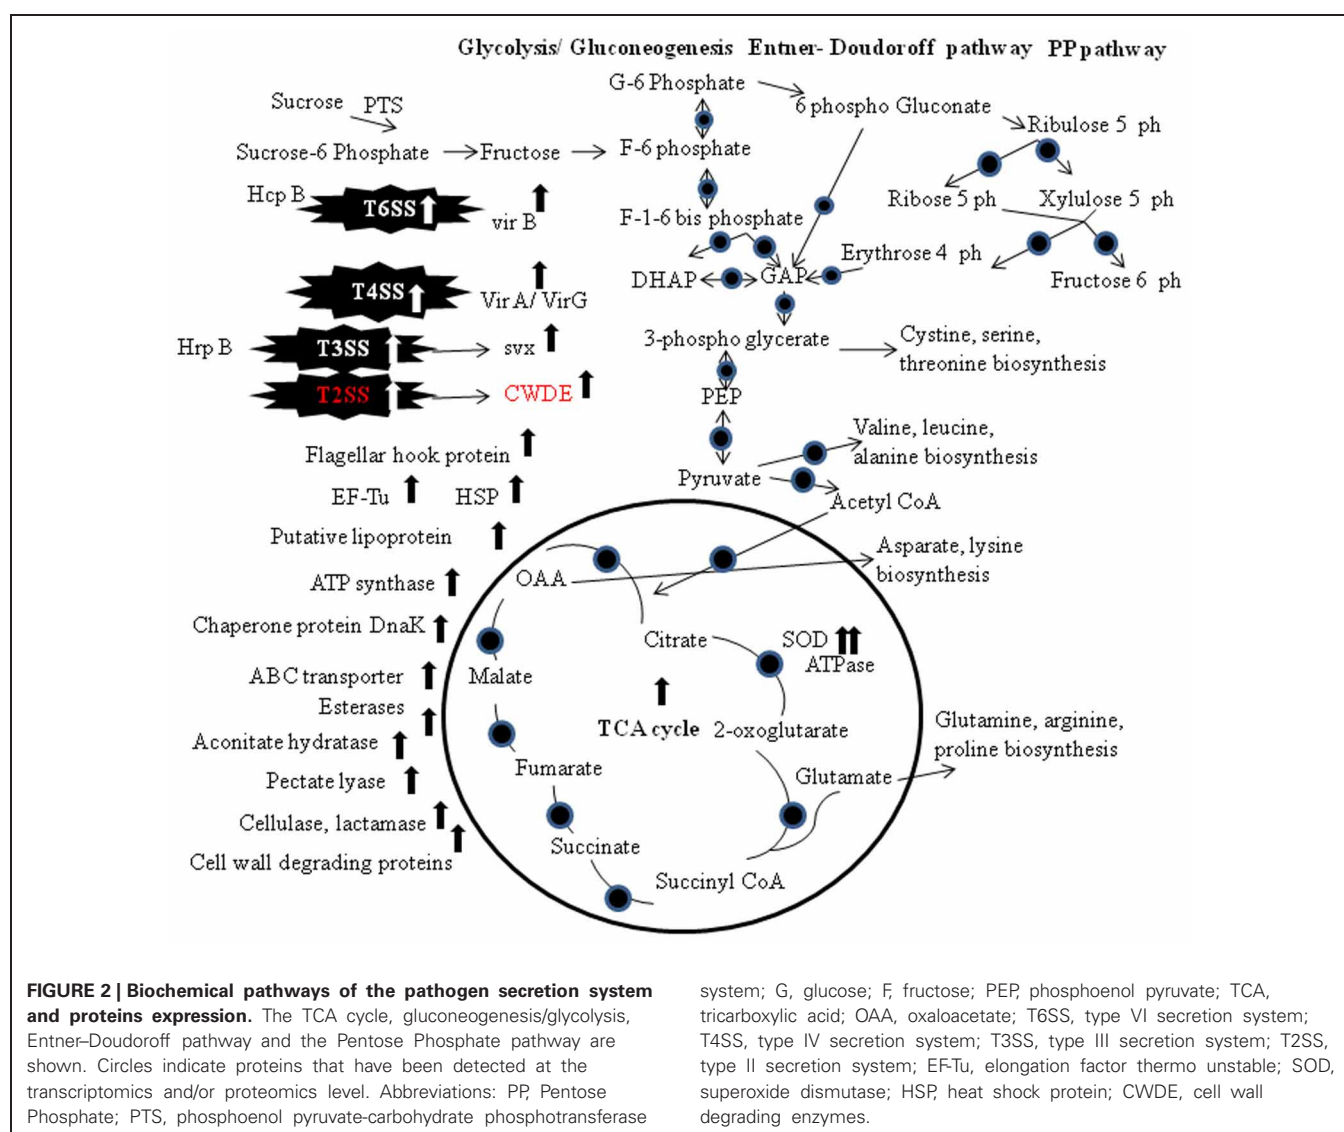 Glycolysis/ Gluconeogenesis Entner- Doudoroff pathway PP pathway
G-6 Phosphate
Sucrose PTS
6 phospho Gluconate
Ribulose 5 ph
Sucrose-6 Phosphate
Fructose
F-6 phosphate
Hcp B
T6SS
vir B
Ribose 5 ph
Xylulose 5 ph
F-1-6 bis phosphate
Erythrose 4 ph
DHAP
GAP
Fructose 6 ph
T4SS
Vir A/ VirG
Hrp B
T3SS
svx
3-phospho glycerate
Cystine, serine,
threonine biosynthesis
T2SS
CWDE
PEP
Valine, leucine,
alanine biosynthesis
Flagellar hook protein
Pyruvate
EF-Tu
HSP
Acetyl CoA
Putative lipoprotein
Asparate, lysine
biosynthesis
OAA
ATP synthase
Chaperone protein DnaK
Citrate
SOD
ATPase
ABC transporter
Malate
Esterases
TCA cycle
2-oxoglutarate
Glutamine, arginine,
proline biosynthesis
Aconitate hydratase
Fumarate
Glutamate
Pectate lyase
Cellulase, lactamase
Succinate
Cell wall degrading proteins
Succinyl CoA
FIGURE 2 | Biochemical pathways of the pathogen secretion system
and proteins expression. The TCA cycle, gluconeogenesis/glycolysis,
Entner–Doudoroff pathway and the Pentose Phosphate pathway are
shown. Circles indicate proteins that have been detected at the
transcriptomics and/or proteomics level. Abbreviations: PP, Pentose
Phosphate; PTS, phosphoenol pyruvate-carbohydrate phosphotransferase
system; G, glucose; F, fructose; PEP, phosphoenol pyruvate; TCA,
tricarboxylic acid; OAA, oxaloacetate; T6SS, type VI secretion system;
T4SS, type IV secretion system; T3SS, type III secretion system; T2SS,
type II secretion system; EF-Tu, elongation factor thermo unstable; SOD,
superoxide dismutase; HSP, heat shock protein; CWDE, cell wall
degrading enzymes.